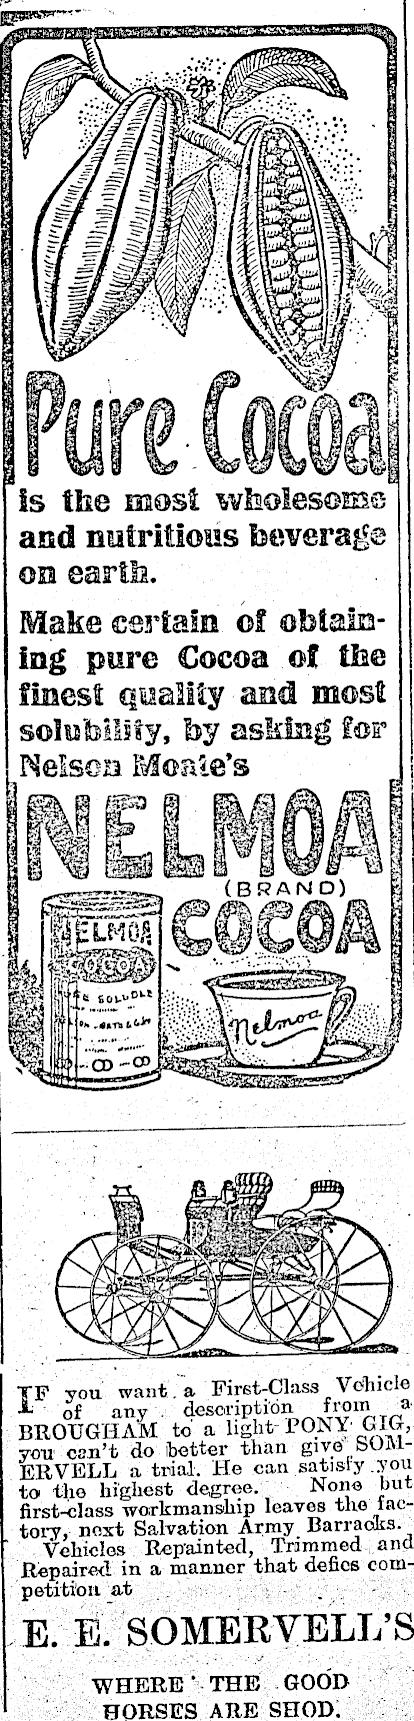 Pure Cocoa
is the most wholesome
and nutritious beverage
on earth.
Make certain of obtain-
ing pure Cocoa of the
finest quality and most
solubility, by asking for
Nelson Moate's
NELMOA
(BRAND)
COCOA
NELMOA
COCOA
SOLUBLE
Nelmoa
IF you want a First-Class Vehicle
of any description from a
BROUGHAM to a light PONY GIG,
you can't do better than give SOM-
ERVELL a trial. He can satisfy you
to the highest degree. None but
first-class workmanship leaves the fac-
tory, next Salvation Army Barracks.
Vehicles Repainted, Trimmed and
Repaired in a manner that defies com-
petition at
E. E. SOMERVELL'S
WHERE THE GOOD
HORSES ARE SHOD.